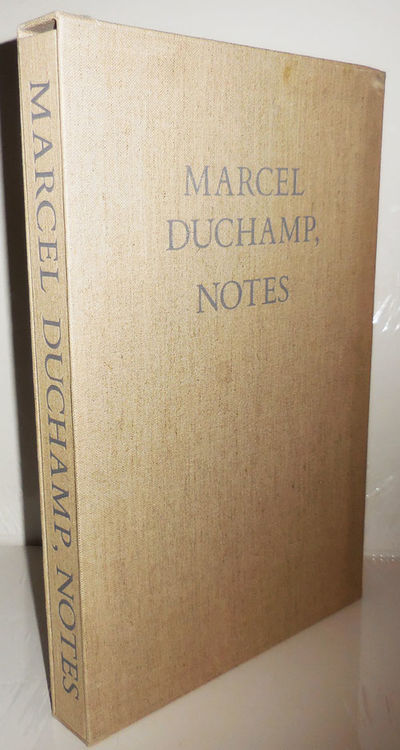 MARCEL DUCHAMP, NOTES
MARCEL
DUCHAMP,
NOTES